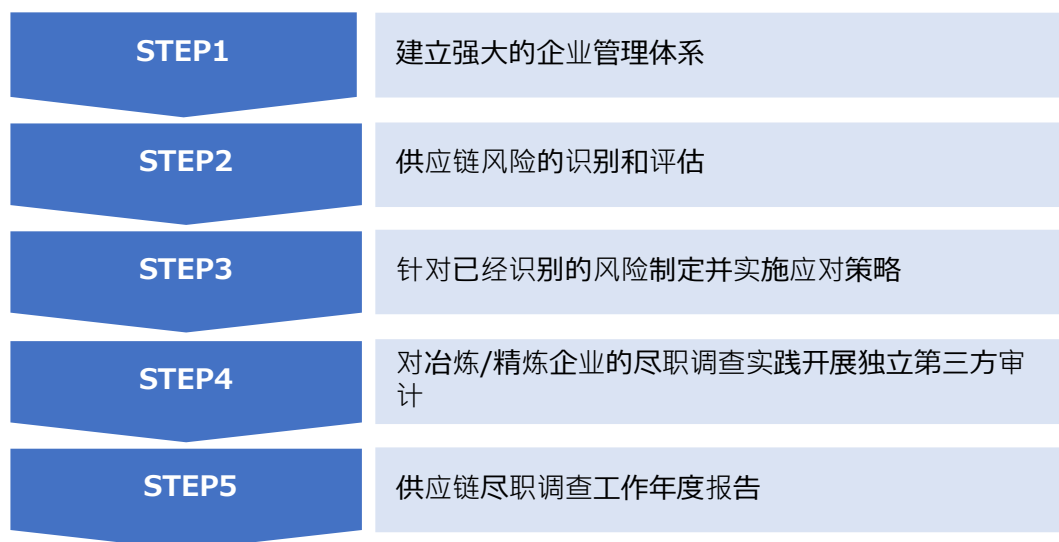 STEP1
建立强大的企业管理体系
STEP2
供应链风险的识别和评估
STEP3
针对已经识别的风险制定并实施应对策略
STEP4
对冶炼/精炼企业的尽职调查实践开展独立第三方审
计
STEP5
供应链尽职调查工作年度报告